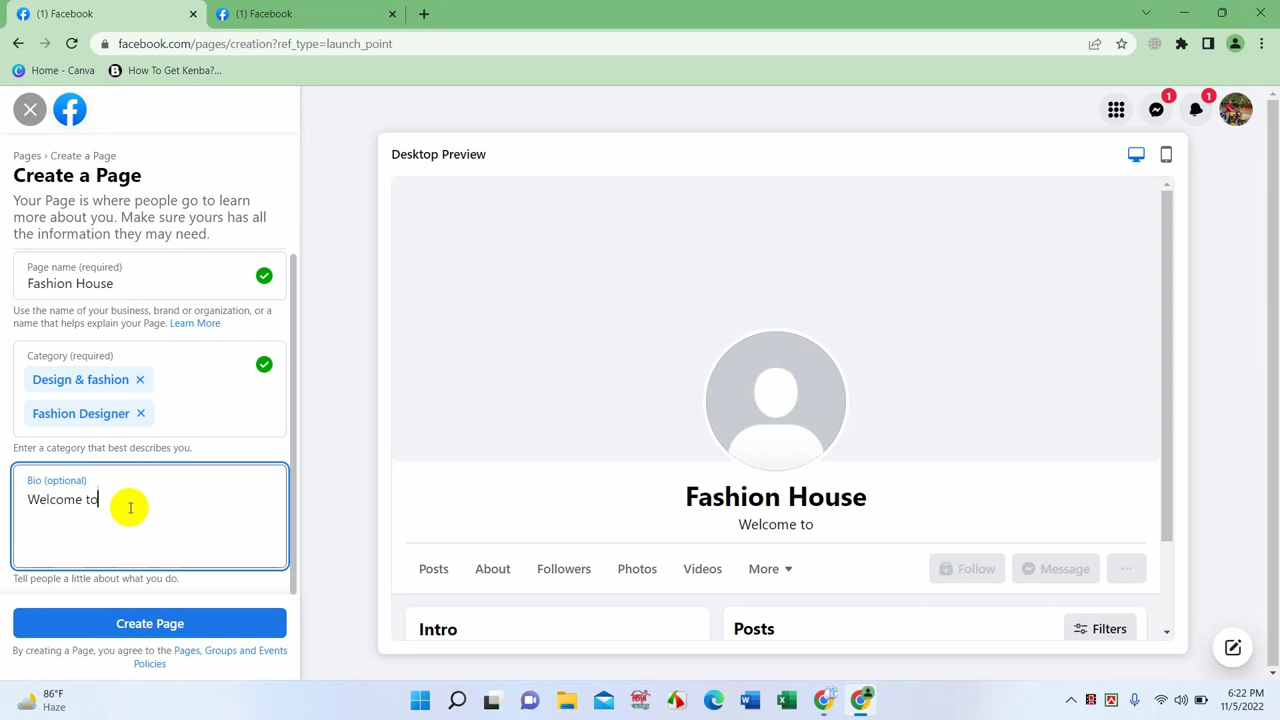 (1) Facebook
(1) Facebook
facebook.com/pages/creation?ref_type=launch_point
Home - Canva
How To Get Kenba?...
Pages › Create a Page
Create a Page
Your Page is where people go to learn
more about you. Make sure yours has all
the information they may need.
Page name (required)
Fashion House
Use the name of your business, brand or organization, or a
name that helps explain your Page. Learn More
Category (required)
Design & fashion
Fashion Designer
Enter a category that best describes you.
Bio (optional)
Welcome to
Tell people a little about what you do.
Create Page
By creating a Page, you agree to the Pages, Groups and Events
Policies
1
1
Desktop Preview
Fashion House
Welcome to
Posts About Followers Photos Videos More Follow Message
Intro
Posts
Filters
86°F
Haze
6:22 PM
11/5/2022